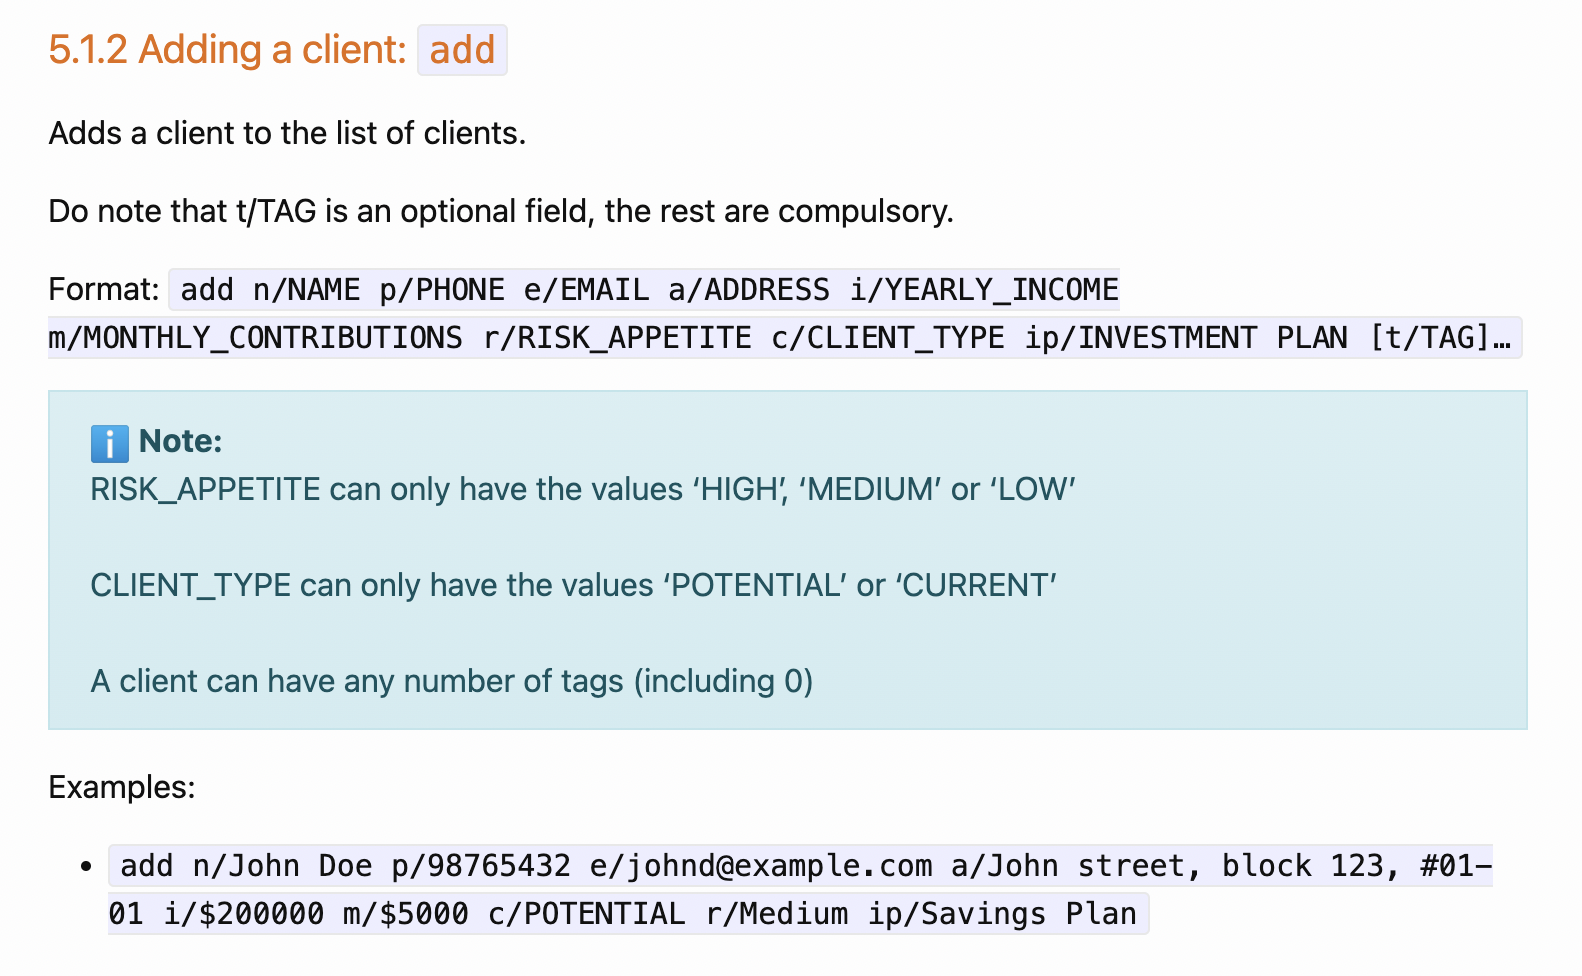 5.1.2 Adding a client: add
Adds a client to the list of clients.
Do note that t/TAG is an optional field, the rest are compulsory.
Format: add n/NAME p/PHONE e/EMAIL a/ADDRESS i/YEARLY_INCOME
m/MONTHLY_CONTRIBUTIONS r/RISK_APPETITE c/CLIENT_TYPE ip/INVESTMENT PLAN [t/TAG]…
ℹ️ Note:
RISK_APPETITE can only have the values ‘HIGH’, ‘MEDIUM’ or ‘LOW’
CLIENT_TYPE can only have the values ‘POTENTIAL’ or ‘CURRENT’
A client can have any number of tags (including 0)
Examples:
• add n/John Doe p/98765432 e/johnd@example.com a/John street, block 123, #01-
01 i/$200000 m/$5000 c/POTENTIAL r/Medium ip/Savings Plan